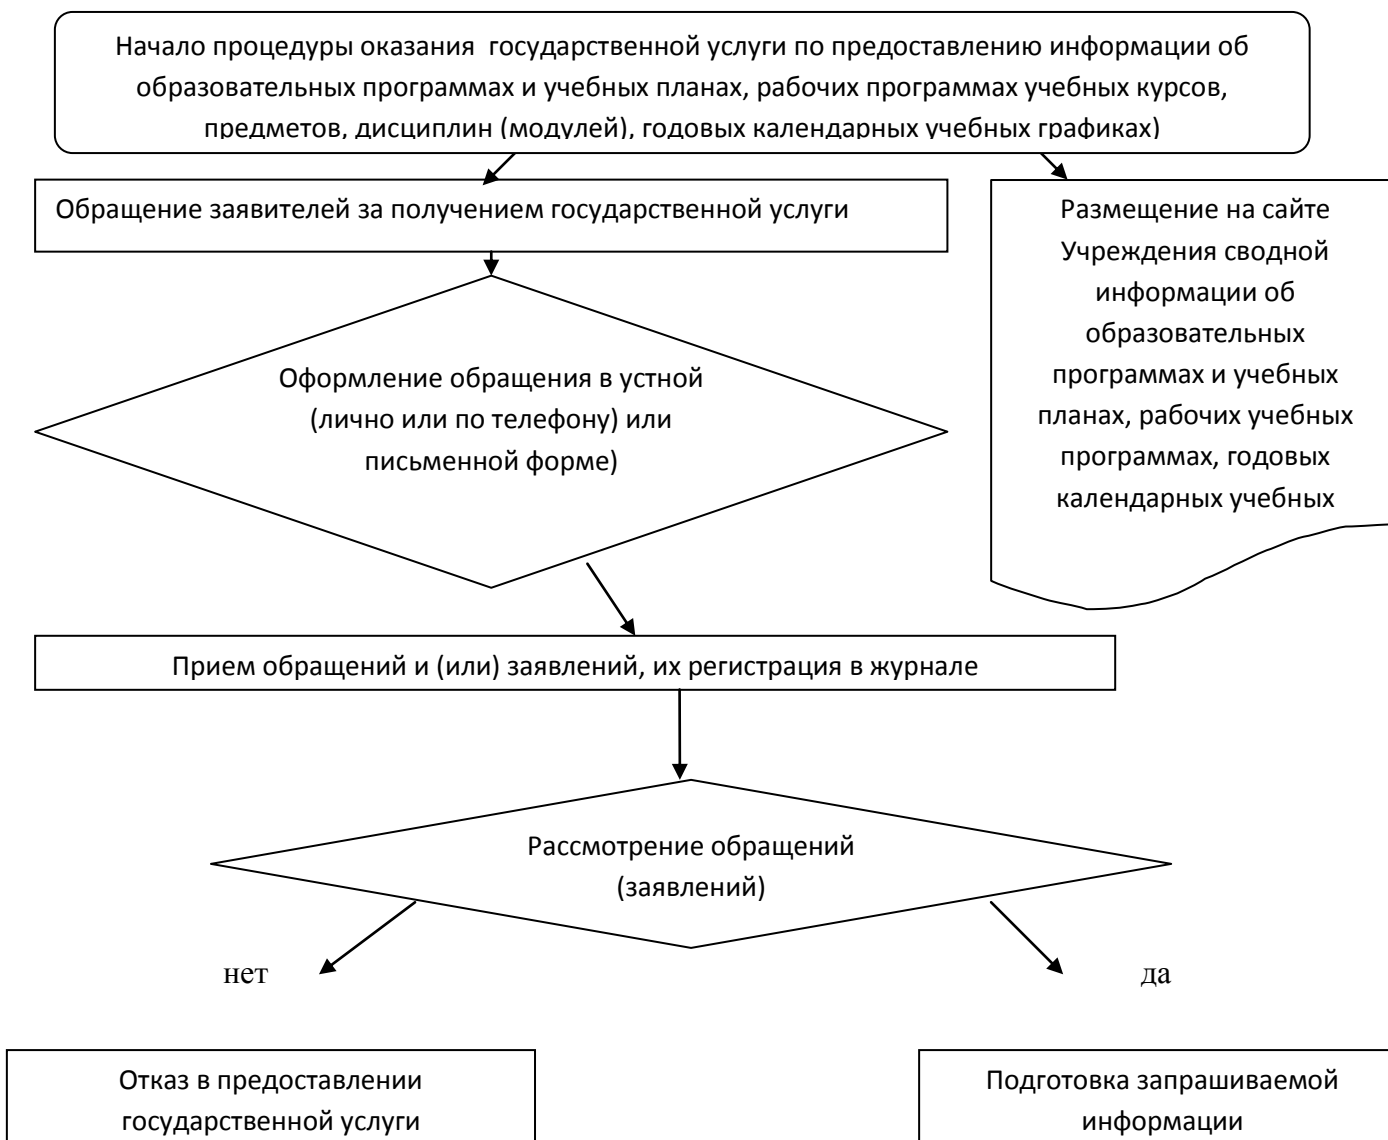 Начало процедуры оказания государственной услуги по предоставлению информации об
образовательных программах и учебных планах, рабочих программах учебных курсов,
предметов, дисциплин (модулей), годовых календарных учебных графиках)
Обращение заявителей за получением государственной услуги
Размещение на сайте
Учреждения сводной
информации об
образовательных
программах и учебных
планах, рабочих учебных
программах, годовых
календарных учебных
Оформление обращения в устной
(лично или по телефону) или
письменной форме)
Прием обращений и (или) заявлений, их регистрация в журнале
Рассмотрение обращений
(заявлений)
нет
да
Отказ в предоставлении
государственной услуги
Подготовка запрашиваемой
информации